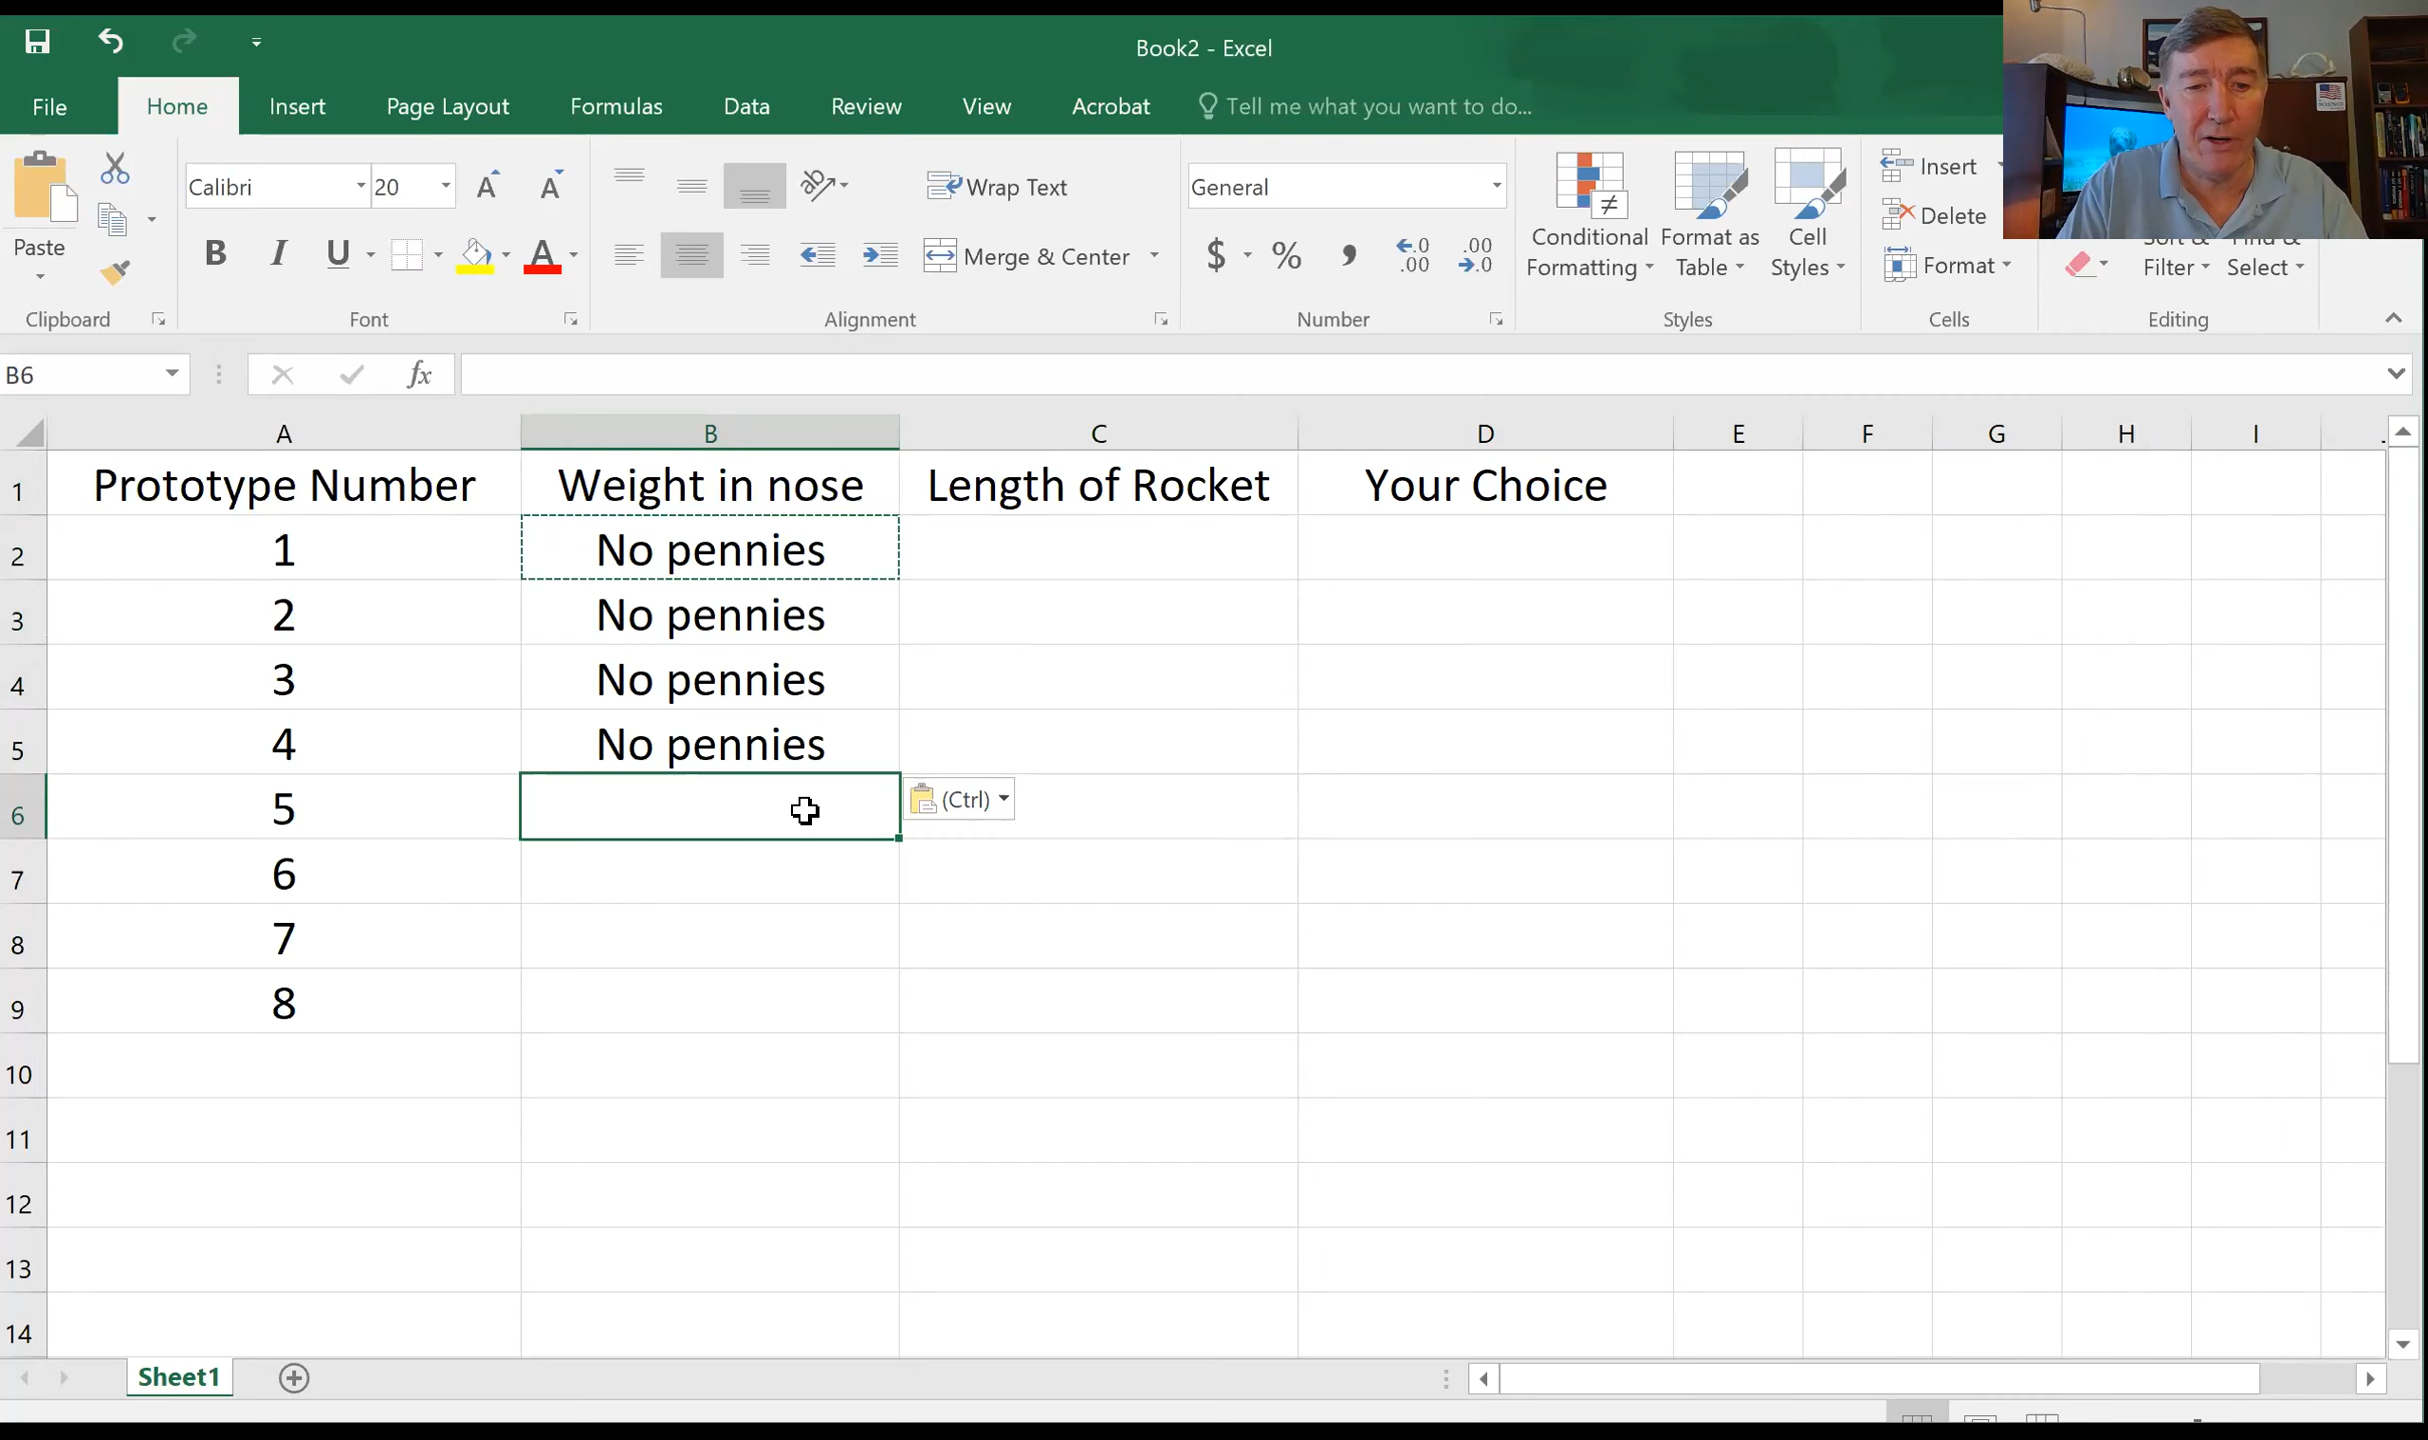 Book2 - Excel
File Home Insert Page Layout Formulas Data Review View Acrobat Tell me what you want to do...
Paste
Calibri 20
B I U A
Wrap Text
Merge & Center
General
$ % , .0 .00 .00 .0
Conditional Formatting
Format as Table
Cell Styles
Insert
Delete
Format
Sort & Filter
Find & Select
Clipboard Font Alignment Number Styles Cells Editing
B6 fx
A B C D E F G H I
1 Prototype Number Weight in nose Length of Rocket Your Choice
2 1 No pennies
3 2 No pennies
4 3 No pennies
5 4 No pennies
6 5 (Ctrl)
7 6
8 7
9 8
10
11
12
13
14
Sheet1